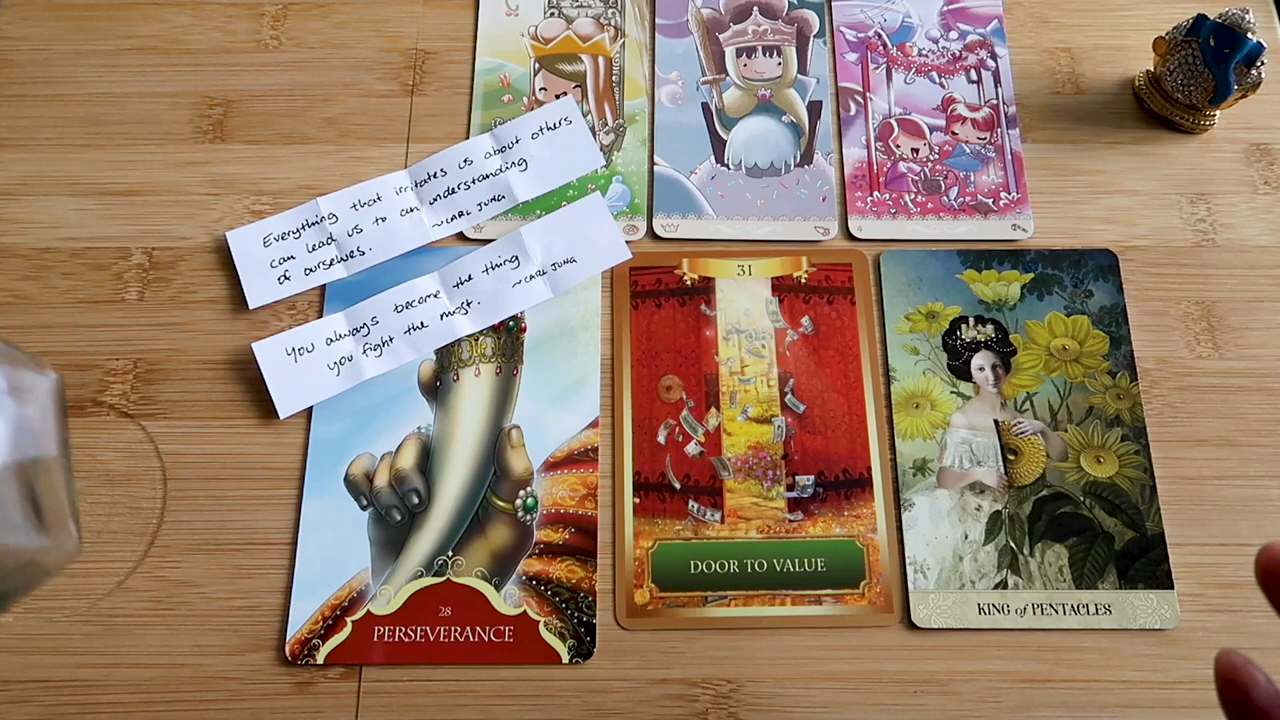 Everything that irritates us about others
can lead us to an understanding
of ourselves. ~CARL JUNG
You always become the thing
you fight the most. ~CARL JUNG
4
31
DOOR TO VALUE
KING of PENTACLES
28
PERSEVERANCE